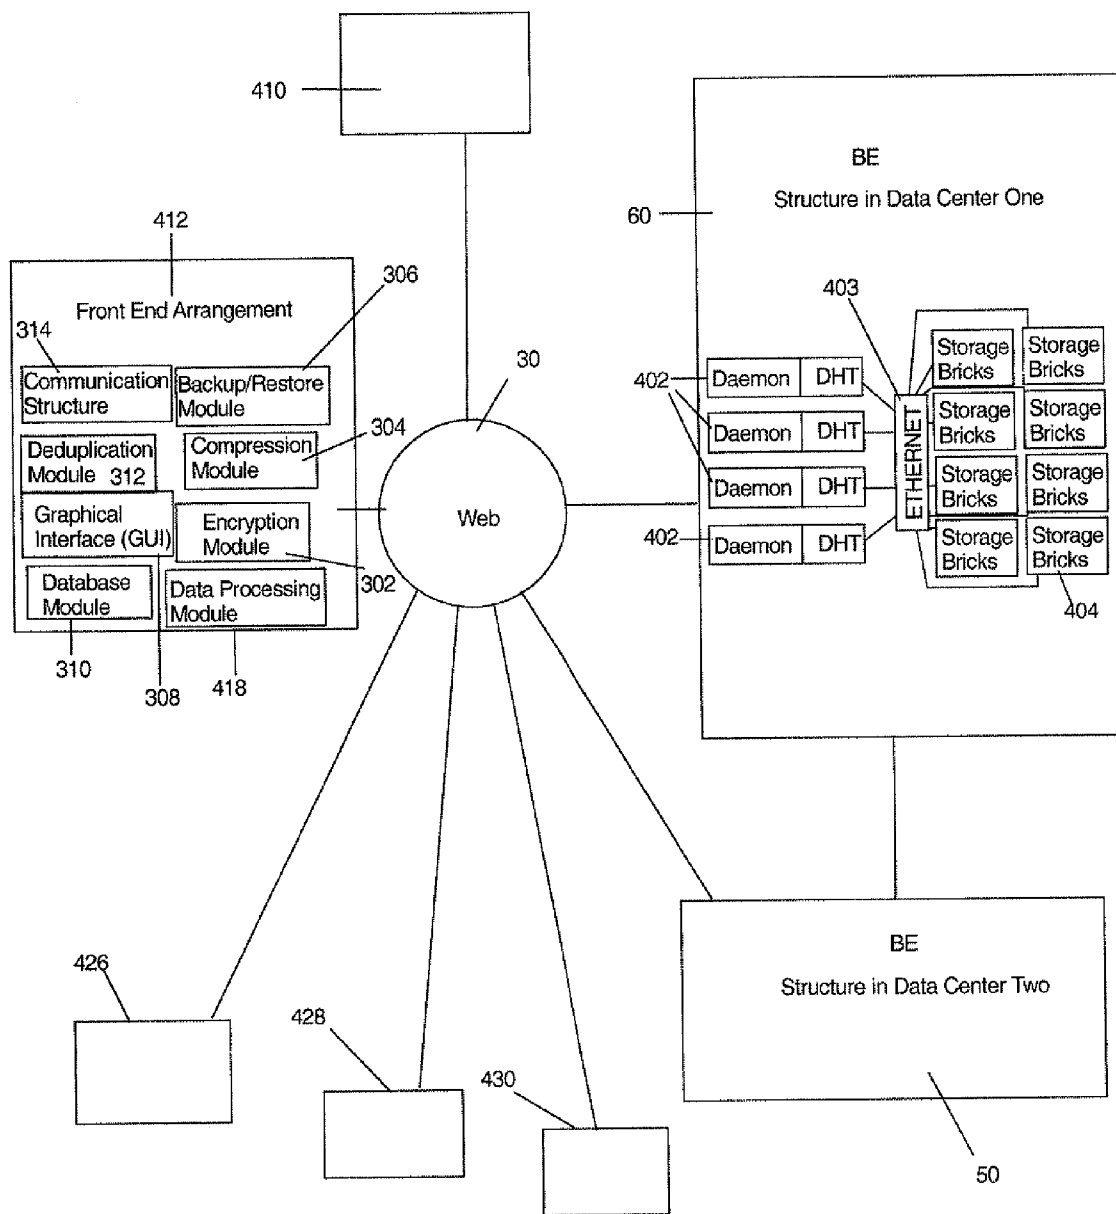 410
BE
Structure in Data Center One
60
412
306
Front End Arrangement
314
403
30
Communication
Structure
Backup/Restore
Module
304
Deduplication
Module 312
Compression
Module
Graphical
Interface (GUI)
Encryption
Module
302
Database
Module
Data Processing
Module
310
308
418
Web
402
Daemon DHT
Daemon DHT
Daemon DHT
402
Daemon DHT
ETHERNET
Storage
Bricks
Storage
Bricks
Storage
Bricks
Storage
Bricks
Storage
Bricks
Storage
Bricks
Storage
Bricks
Storage
Bricks
404
BE
Structure in Data Center Two
50
426
428
430